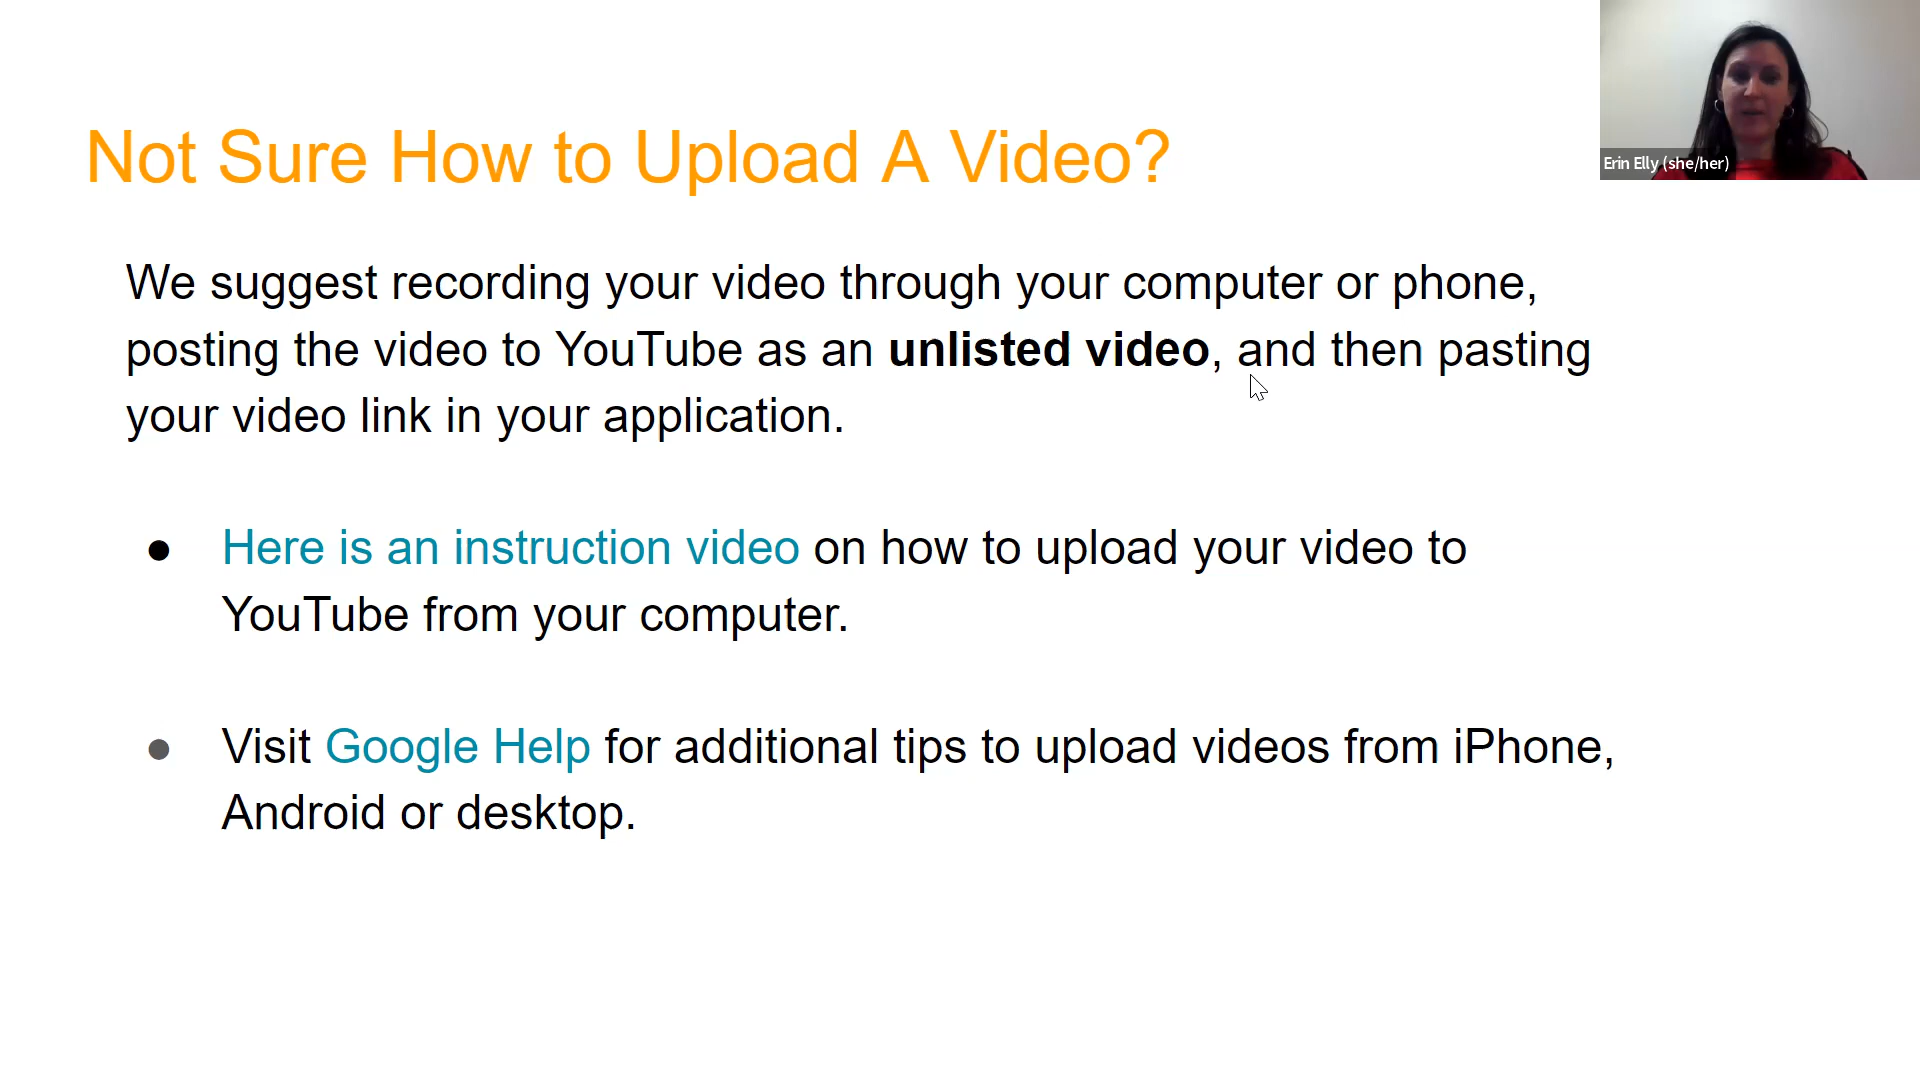 Not Sure How to Upload A Video?
Erin Elly (she/her)
We suggest recording your video through your computer or phone,
posting the video to YouTube as an unlisted video, and then pasting
your video link in your application.
● Here is an instruction video on how to upload your video to
YouTube from your computer.
● Visit Google Help for additional tips to upload videos from iPhone,
Android or desktop.